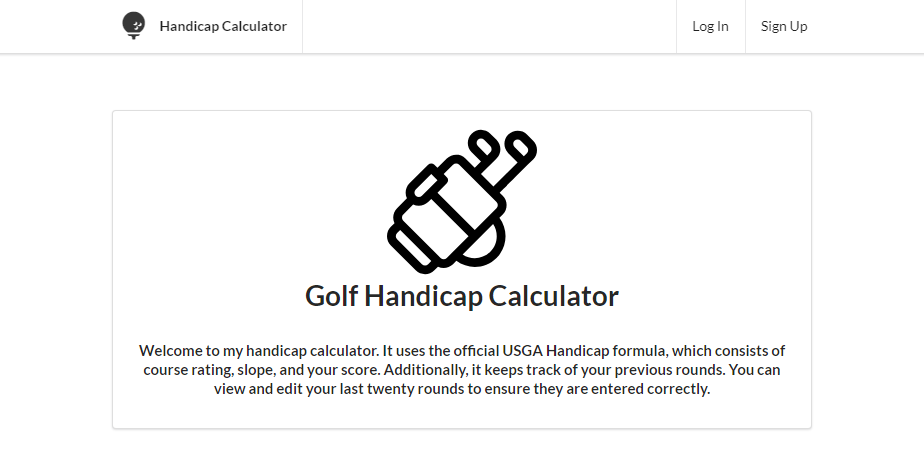 Handicap Calculator
Log In
Sign Up
Golf Handicap Calculator
Welcome to my handicap calculator. It uses the official USGA Handicap formula, which consists of
course rating, slope, and your score. Additionally, it keeps track of your previous rounds. You can
view and edit your last twenty rounds to ensure they are entered correctly.